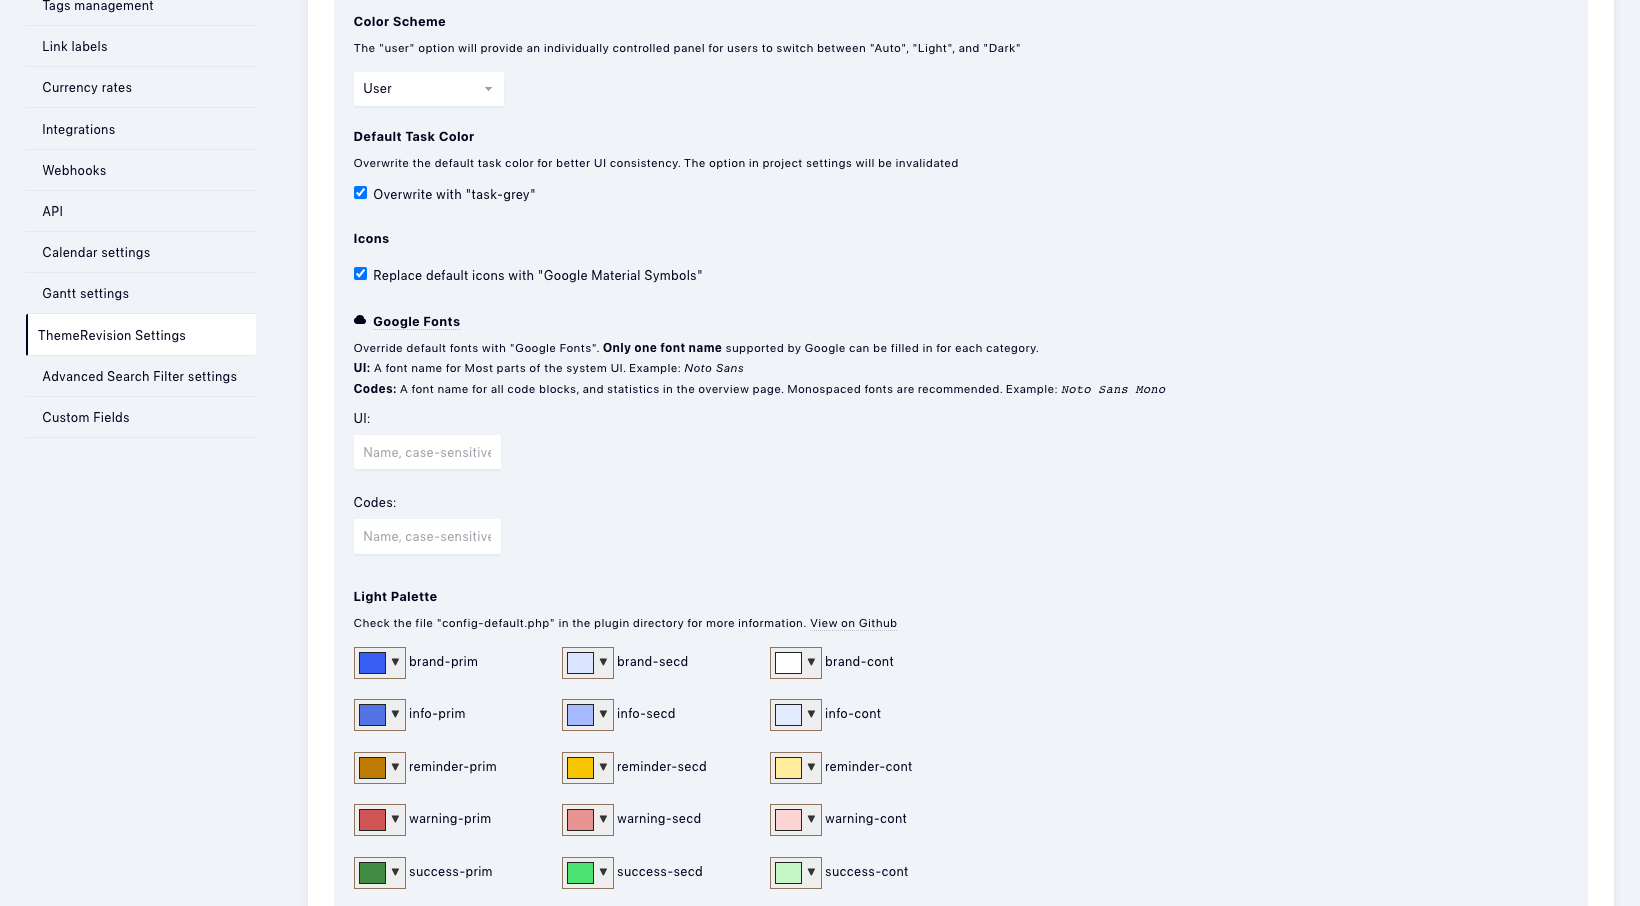 Tags management
Link labels
Currency rates
Integrations
Webhooks
API
Calendar settings
Gantt settings
ThemeRevision Settings
Advanced Search Filter settings
Custom Fields
Color Scheme
The "user" option will provide an individually controlled panel for users to switch between "Auto", "Light", and "Dark"
User
Default Task Color
Overwrite the default task color for better UI consistency. The option in project settings will be invalidated
Overwrite with "task-grey"
Icons
Replace default icons with "Google Material Symbols"
Google Fonts
Override default fonts with "Google Fonts". Only one font name supported by Google can be filled in for each category.
UI: A font name for Most parts of the system UI. Example: Noto Sans
Codes: A font name for all code blocks, and statistics in the overview page. Monospaced fonts are recommended. Example: Noto Sans Mono
UI:
Name, case-sensitive
Codes:
Name, case-sensitive
Light Palette
Check the file "config-default.php" in the plugin directory for more information. View on Github
brand-prim brand-secd brand-cont
info-prim info-secd info-cont
reminder-prim reminder-secd reminder-cont
warning-prim warning-secd warning-cont
success-prim success-secd success-cont